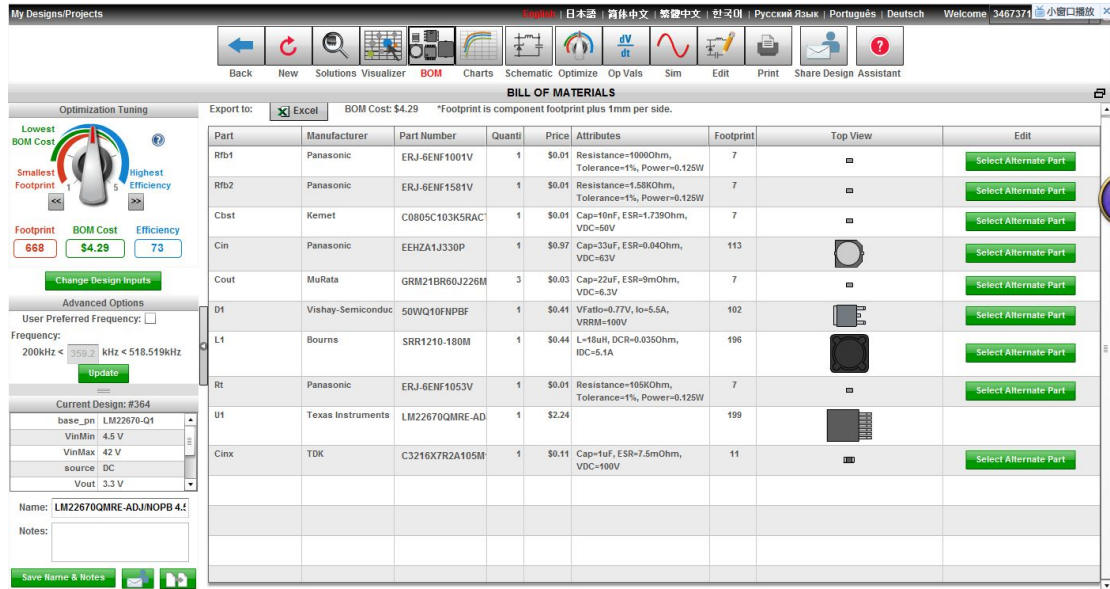 My Designs/Projects
English | 日本語 | 简体中文 | 繁體中文 | 한국어 | Русский Язык | Português | Deutsch
Welcome 3467371
小窗口播放 ×
Back New Solutions Visualizer BOM Charts Schematic Optimize Op Vals Sim Edit Print Share Design Assistant
dV
dt
?
BILL OF MATERIALS
Optimization Tuning
Lowest
BOM Cost
?
Smallest
Footprint
1
5
Highest
Efficiency
<<
>>
Footprint BOM Cost Efficiency
668 $4.29 73
Change Design Inputs
Advanced Options
User Preferred Frequency:
Frequency:
200kHz < 359.2 kHz < 518.519kHz
Update
Current Design: #364
base_pn LM22670-Q1
VinMin 4.5 V
VinMax 42 V
source DC
Vout 3.3 V
Name: LM22670QMRE-ADJ/NOPB 4.5
Notes:
Save Name & Notes
Export to: Excel BOM Cost: $4.29 *Footprint is component footprint plus 1mm per side.
Part Manufacturer Part Number Quanti Price Attributes Footprint Top View Edit
Rfb1 Panasonic ERJ-6ENF1001V 1 $0.01 Resistance=1000Ohm, 7 Select Alternate Part
Tolerance=1%, Power=0.125W
Rfb2 Panasonic ERJ-6ENF1581V 1 $0.01 Resistance=1.58KOhm, 7 Select Alternate Part
Tolerance=1%, Power=0.125W
Cbst Kemet C0805C103K5RACT 1 $0.01 Cap=10nF, ESR=1.739Ohm, 7 Select Alternate Part
VDC=50V
Cin Panasonic EEHZA1J330P 1 $0.97 Cap=33uF, ESR=0.04Ohm, 113 Select Alternate Part
VDC=63V
Cout MuRata GRM21BR60J226M 3 $0.03 Cap=22uF, ESR=9mOhm, 7 Select Alternate Part
VDC=6.3V
D1 Vishay-Semiconduc 50WQ10FNPBF 1 $0.41 VFatIo=0.77V, Io=5.5A, 102 Select Alternate Part
VRRM=100V
L1 Bourns SRR1210-180M 1 $0.44 L=18uH, DCR=0.035Ohm, 196 Select Alternate Part
IDC=5.1A
Rt Panasonic ERJ-6ENF1053V 1 $0.01 Resistance=105KOhm, 7 Select Alternate Part
Tolerance=1%, Power=0.125W
U1 Texas Instruments LM22670QMRE-AD 1 $2.24 199
Cinx TDK C3216X7R2A105M 1 $0.11 Cap=1uF, ESR=7.5mOhm, 11 Select Alternate Part
VDC=100V